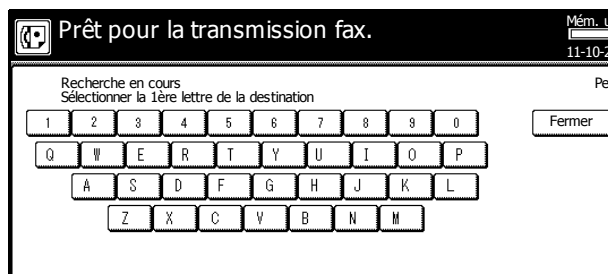 Prêt pour la transmission fax.
Mém. u
11-10-2
Recherche en cours
Pe
Sélectionner la 1ère lettre de la destination
1 2 3 4 5 6 7 8 9 0
Fermer
Q W E R T Y U I O P
A S D F G H J K L
Z X C V B N M